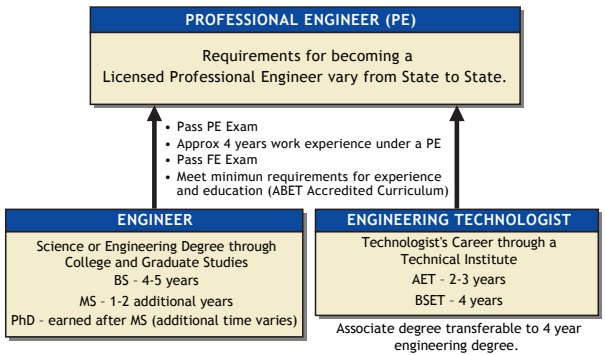 PROFESSIONAL ENGINEER (PE)
Requirements for becoming a
Licensed Professional Engineer vary from State to State.
• Pass PE Exam
• Approx 4 years work experience under a PE
• Pass FE Exam
• Meet minimun requirements for experience
and education (ABET Accredited Curriculum)
ENGINEER
Science or Engineering Degree through
College and Graduate Studies
BS - 4-5 years
MS - 1-2 additional years
PhD - earned after MS (additional time varies)
ENGINEERING TECHNOLOGIST
Technologist's Career through a
Technical Institute
AET - 2-3 years
BSET - 4 years
Associate degree transferable to 4 year
engineering degree.